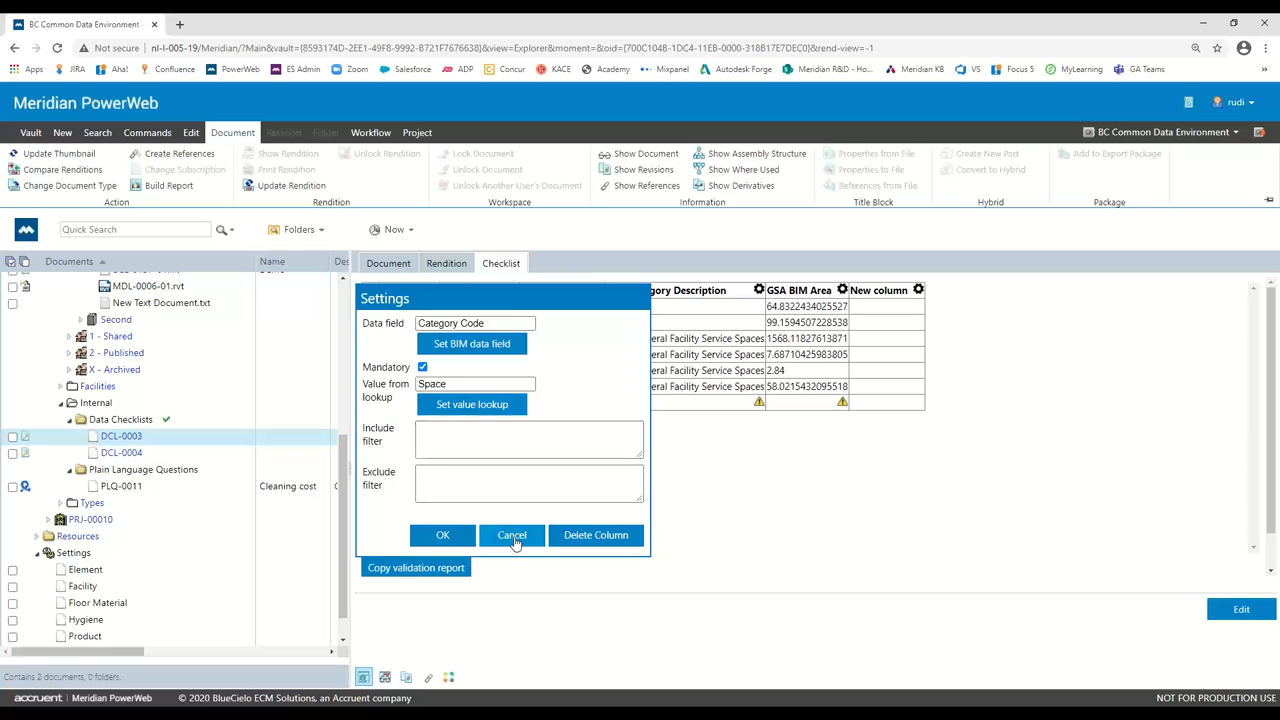 BC Common Data Environment
Not secure nl-l-005-19/Meridian/?Main&vault={8593174D-2EE1-49F8-9992-B721F7676638}&view=Explorer&moment=&oid={700C104B-1DC4-11EB-0000-318B17E7DEC0}&rend-view=-1
Apps JIRA Aha! Confluence PowerWeb ES Admin Zoom Salesforce ADP Concur KACE Academy Mixpanel Autodesk Forge Meridian R&D - Ho... Meridian KB VS Focus 5 MyLearning GA Teams
Meridian PowerWeb rudi
Vault New Search Commands Edit Document Revision Folder Workflow Project BC Common Data Environment
Update Thumbnail Create References Show Rendition Unlock Rendition Lock Document Show Document Show Assembly Structure Properties from File Create New Part Add to Export Package
Compare Renditions Change Subscription Print Rendition Unlock Document Show Revisions Show Where Used Properties to File Convert to Hybrid
Change Document Type Build Report Update Rendition Unlock Another User's Document Show References Show Derivatives References from File
Action Rendition Workspace Information Title Block Hybrid Package
Quick Search Folders Now
Documents Name Des
Document Rendition Checklist
MDL-0006-01.rvt
New Text Document.txt
Second
1 - Shared
2 - Published
X - Archived
Facilities
Internal
Data Checklists
DCL-0003
DCL-0004
Plain Language Questions
PLQ-0011 Cleaning cost
Types
PRJ-00010
Resources
Settings
Element
Facility
Floor Material
Hygiene
Product
Contains 2 documents, 0 folders.
Settings
Data field Category Code
Set BIM data field
Mandatory
Value from lookup Space
Set value lookup
Include filter
Exclude filter
OK Cancel Delete Column
Copy validation report
gory Description GSA BIM Area New column
64.8322434025527
99.1594507228538
eral Facility Service Spaces 1568.11827613871
eral Facility Service Spaces 7.68710425983805
eral Facility Service Spaces 2.84
eral Facility Service Spaces 58.0215432095518
Edit
accruent Meridian PowerWeb © 2020 BlueCielo ECM Solutions, an Accruent company NOT FOR PRODUCTION USE